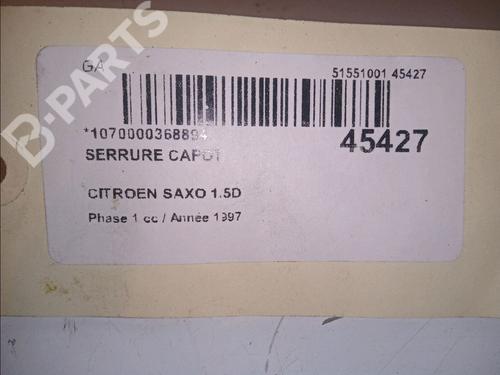 B-PARTS
GA
51551001 45427
*1070000368894
45427
SERRURE CAPOT
CITROEN SAXO 1.5D
Phase 1 cc / Année 1997